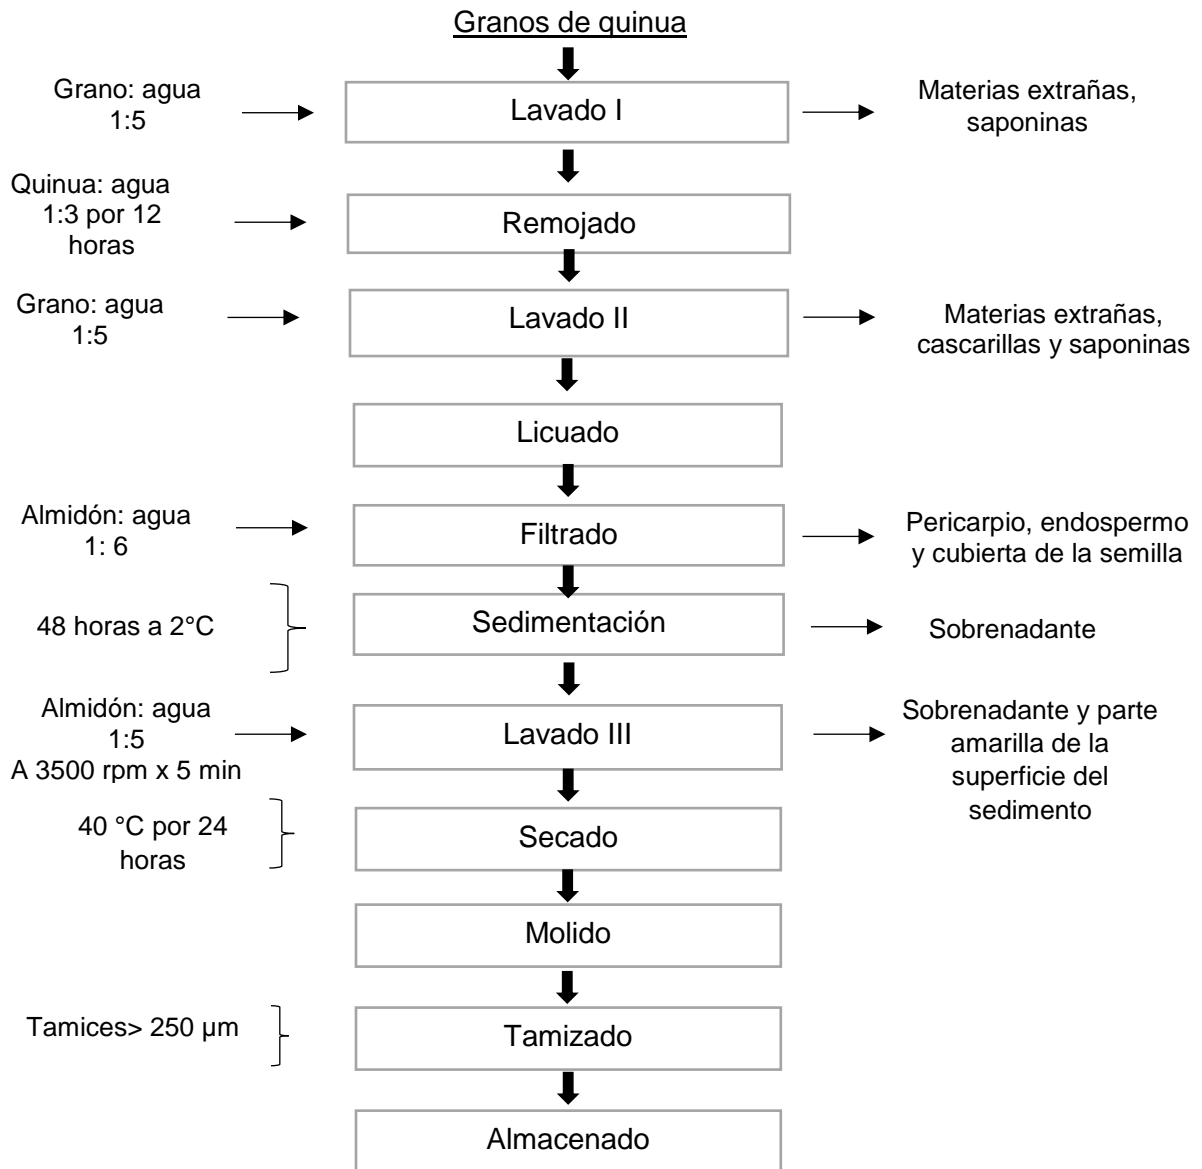 Granos de quinua
Grano: agua
1:5
Lavado I
Materias extrañas,
saponinas
Quinua: agua
1:3 por 12
horas
Remojado
Grano: agua
1:5
Lavado II
Materias extrañas,
cascarillas y saponinas
Licuado
Almidón: agua
1: 6
Filtrado
Pericarpio, endospermo
y cubierta de la semilla
48 horas a 2°C
Sedimentación
Sobrenadante
Almidón: agua
1:5
A 3500 rpm x 5 min
Lavado III
Sobrenadante y parte
amarilla de la
superficie del
sedimento
40 °C por 24
horas
Secado
Molido
Tamices> 250 µm
Tamizado
Almacenado